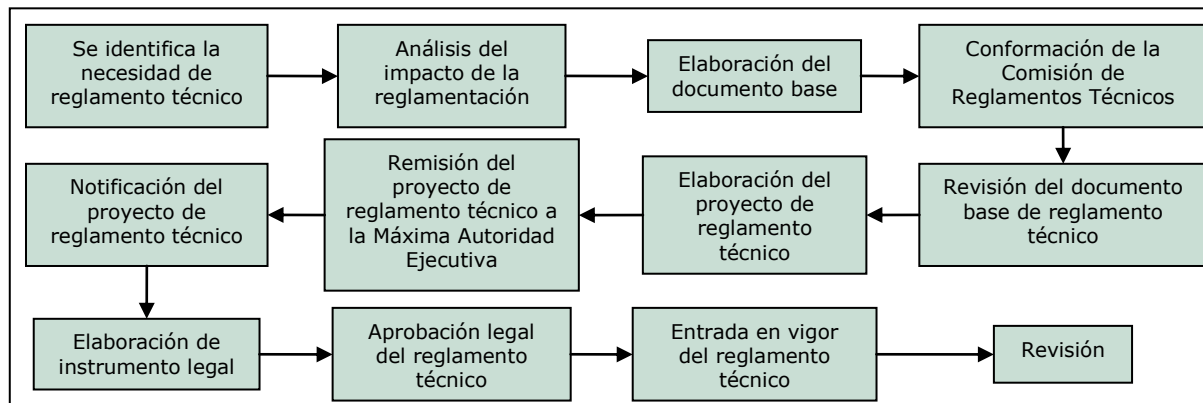 Se identifica la
necesidad de
reglamento técnico
Análisis del
impacto de la
reglamentación
Elaboración del
documento base
Conformación de la
Comisión de
Reglamentos Técnicos
Revisión del documento
base de reglamento
técnico
Elaboración del
proyecto de
reglamento
técnico
Remisión del
proyecto de
reglamento técnico a
la Máxima Autoridad
Ejecutiva
Notificación del
proyecto de
reglamento técnico
Elaboración de
instrumento legal
Aprobación legal
del reglamento
técnico
Entrada en vigor
del reglamento
técnico
Revisión